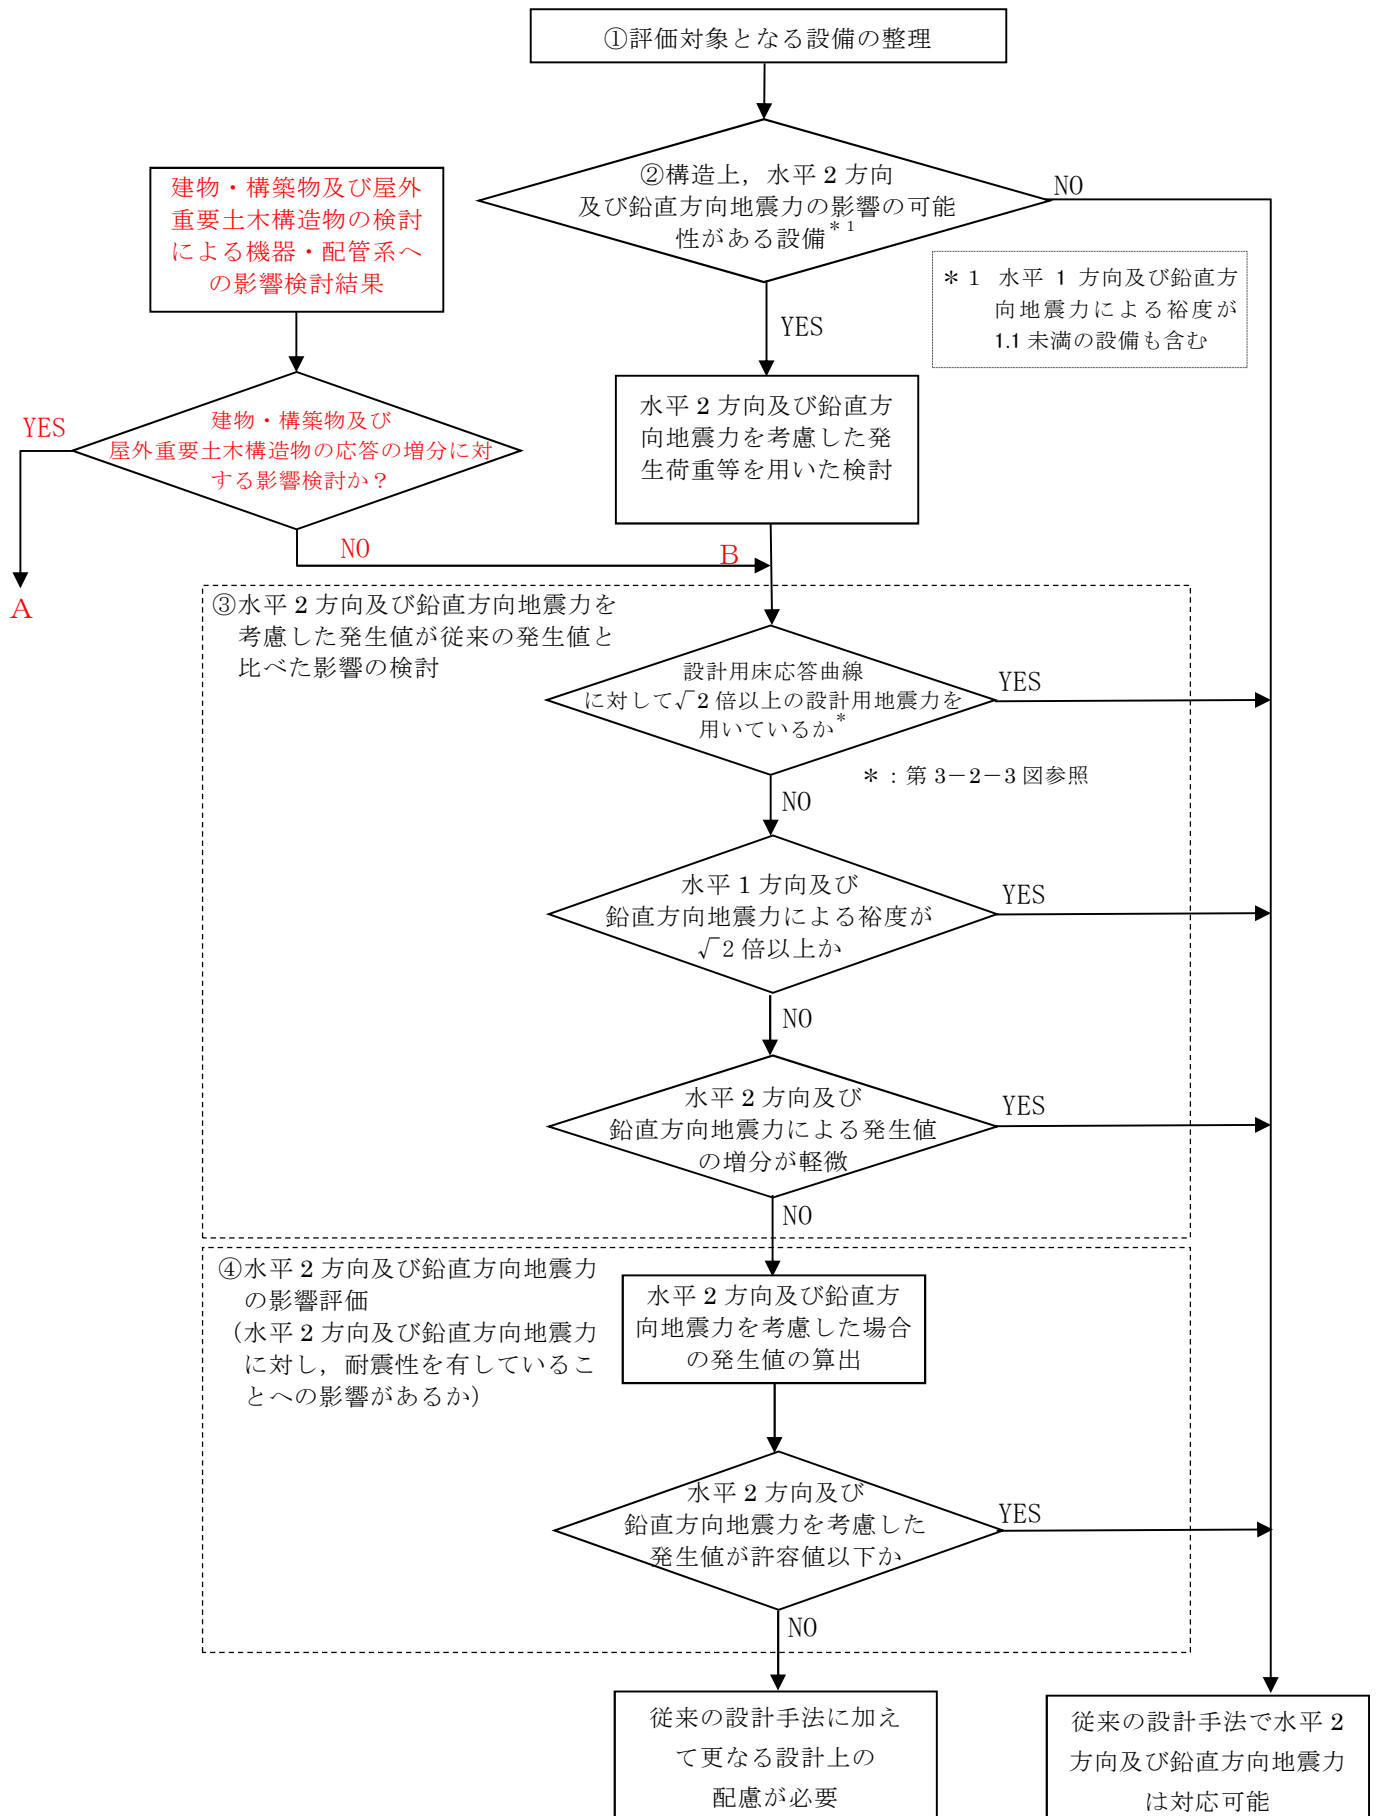 ①評価対象となる設備の整理
②構造上，水平２方向
及び鉛直方向地震力の影響の可能
性がある設備＊１
NO
建物・構築物及び屋外
重要土木構造物の検討
による機器・配管系へ
の影響検討結果
＊１ 水平 1 方向及び鉛直方
向地震力による裕度が
1.1 未満の設備も含む
YES
水平２方向及び鉛直方
向地震力を考慮した発
生荷重等を用いた検討
YES
建物・構築物及び
屋外重要土木構造物の応答の増分に対
する影響検討か？
NO
B
A
③水平２方向及び鉛直方向地震力を
考慮した発生値が従来の発生値と
比べた影響の検討
設計用床応答曲線
に対して√２倍以上の設計用地震力を
用いているか＊
YES
＊：第 3－2－3 図参照
NO
水平１方向及び
鉛直方向地震力による裕度が
√２倍以上か
YES
NO
水平２方向及び
鉛直方向地震力による発生値
の増分が軽微
YES
NO
④水平２方向及び鉛直方向地震力
の影響評価
（水平２方向及び鉛直方向地震力
に対し，耐震性を有しているこ
とへの影響があるか）
水平２方向及び鉛直方
向地震力を考慮した場合
の発生値の算出
水平２方向及び
鉛直方向地震力を考慮した
発生値が許容値以下か
YES
NO
従来の設計手法に加え
て更なる設計上の
配慮が必要
従来の設計手法で水平２
方向及び鉛直方向地震力
は対応可能